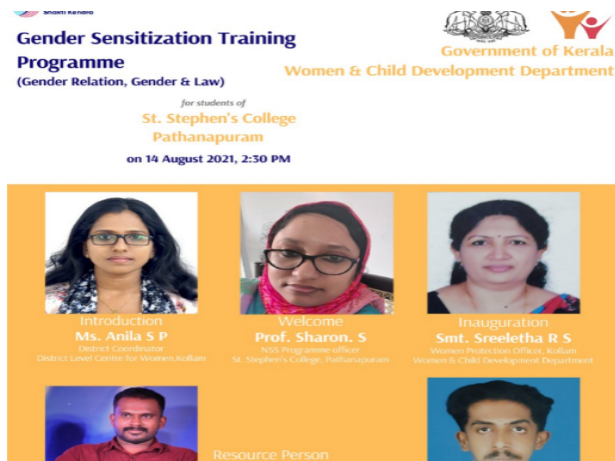 Shakti Kendra
Gender Sensitization Training
Programme
(Gender Relation, Gender & Law)
Government of Kerala
Women & Child Development Department
for students of
St. Stephen's College
Pathanapuram
on 14 August 2021, 2:30 PM
Introduction
Ms. Anila S P
District Coordinator
District Level Centre for Women,Kollam
Welcome
Prof. Sharon. S
NSS Programme officer
St. Stephen's College, Pathanapuram
Inauguration
Smt. Sreeletha R S
Women Protection Officer, Kollam
Women & Child Development Department
Resource Person